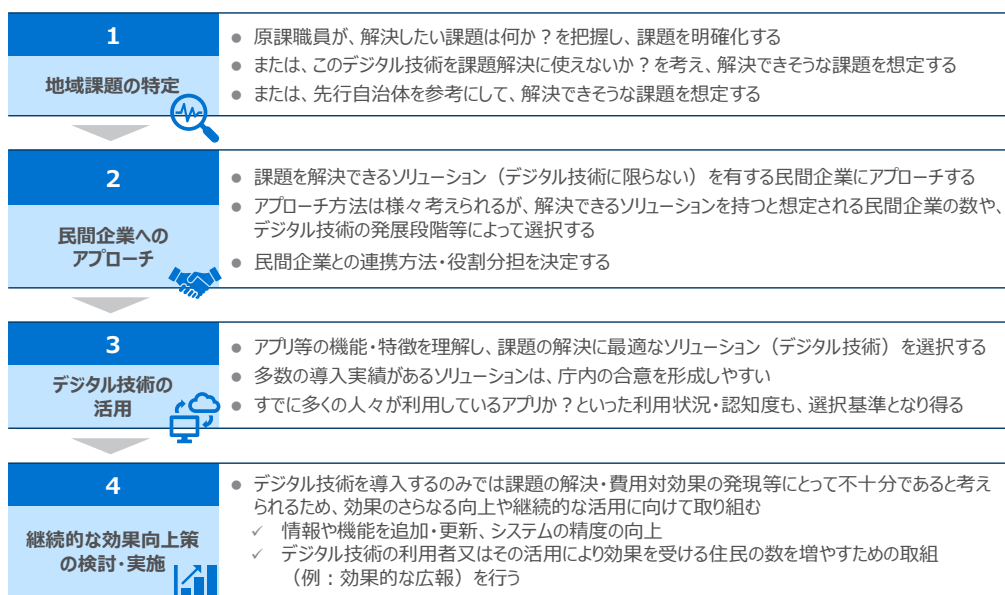 1
地域課題の特定
● 原課職員が、解決したい課題は何か？を把握し、課題を明確化する
● または、このデジタル技術を課題解決に使えないか？を考え、解決できそうな課題を想定する
● または、先行自治体を参考にして、解決できそうな課題を想定する
2
民間企業への
アプローチ
● 課題を解決できるソリューション（デジタル技術に限らない）を有する民間企業にアプローチする
● アプローチ方法は様々考えられるが、解決できるソリューションを持つと想定される民間企業の数や、
デジタル技術の発展段階等によって選択する
● 民間企業との連携方法・役割分担を決定する
3
デジタル技術の
活用
● アプリ等の機能・特徴を理解し、課題の解決に最適なソリューション（デジタル技術）を選択する
● 多数の導入実績があるソリューションは、庁内の合意を形成しやすい
● すでに多くの人々が利用しているアプリか？といった利用状況・認知度も、選択基準となり得る
4
継続的な効果向上策
の検討・実施
● デジタル技術を導入するのみでは課題の解決・費用対効果の発現等にとって不十分であると考え
られるため、効果のさらなる向上や継続的な活用に向けて取り組む
✓ 情報や機能を追加・更新、システムの精度の向上
✓ デジタル技術の利用者又はその活用により効果を受ける住民の数を増やすための取組
（例：効果的な広報）を行う